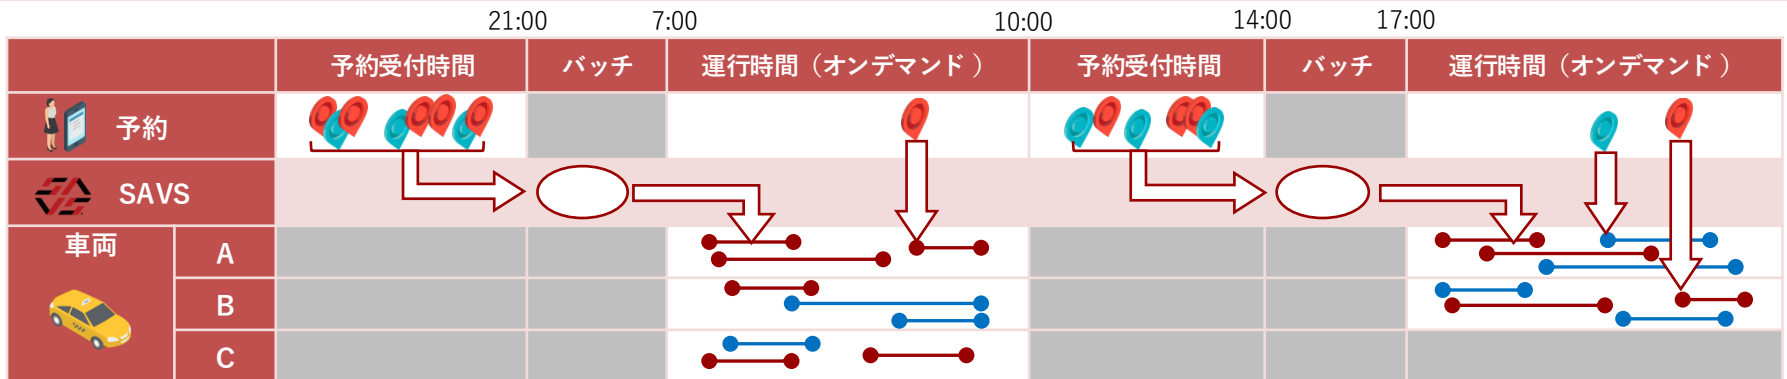 21:00 7:00 10:00 14:00 17:00
予約受付時間 バッチ 運行時間（オンデマンド） 予約受付時間 バッチ 運行時間（オンデマンド）
予約
SAVS
車両 A
B
C